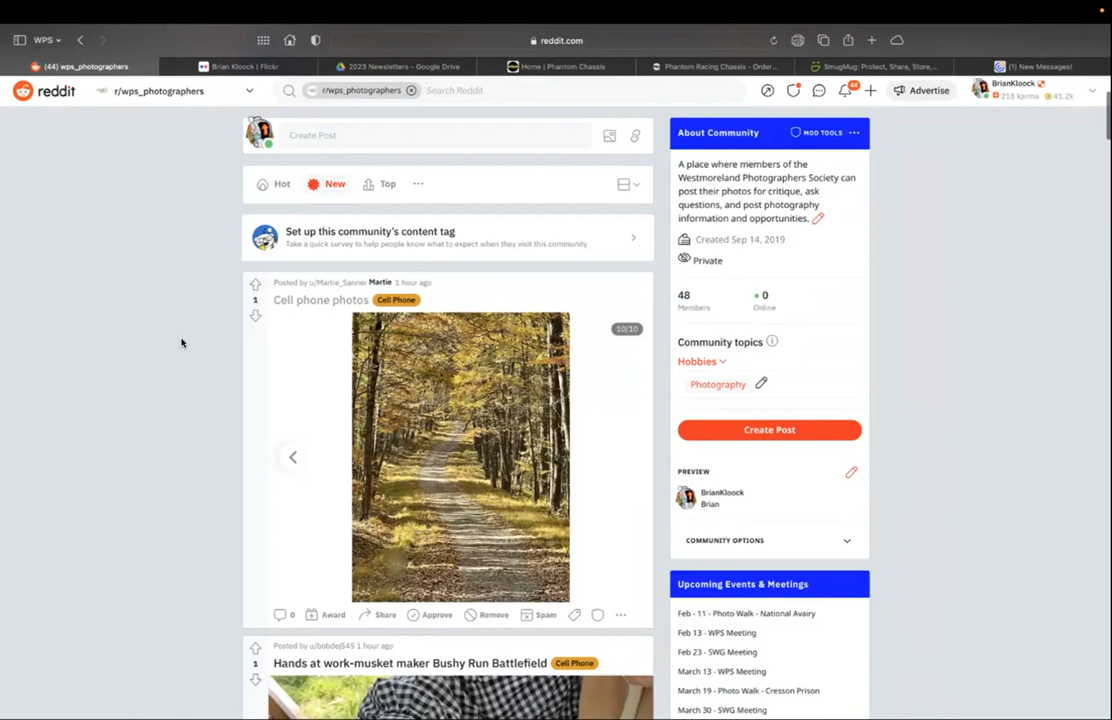 WPS
reddit.com
(44) wps_photographers
Brian Kloock | Flickr
2023 Newsletters - Google Drive
Home | Phantom Chassis
Phantom Racing Chassis - Order...
SmugMug: Protect, Share, Store,...
(1) New Messages!
reddit
r/wps_photographers
r/wps_photographers
Search Reddit
44
Advertise
BrianKloock
218 karma
41.2k
Create Post
Hot
New
Top
Set up this community's content tag
Take a quick survey to help people know what to expect when they visit this community
Posted by u/Martie_Sanner Martie 1 hour ago
1
Cell phone photos
Cell Phone
10/10
0
Award
Share
Approve
Remove
Spam
Posted by u/bobdej545 1 hour ago
1
Hands at work-musket maker Bushy Run Battlefield
Cell Phone
About Community
MOD TOOLS
A place where members of the
Westmoreland Photographers Society can
post their photos for critique, ask
questions, and post photography
information and opportunities.
Created Sep 14, 2019
Private
48
Members
0
Online
Community topics
Hobbies
Photography
Create Post
PREVIEW
BrianKloock
Brian
COMMUNITY OPTIONS
Upcoming Events & Meetings
Feb - 11 - Photo Walk - National Avairy
Feb 13 - WPS Meeting
Feb 23 - SWG Meeting
March 13 - WPS Meeting
March 19 - Photo Walk - Cresson Prison
March 30 - SWG Meeting